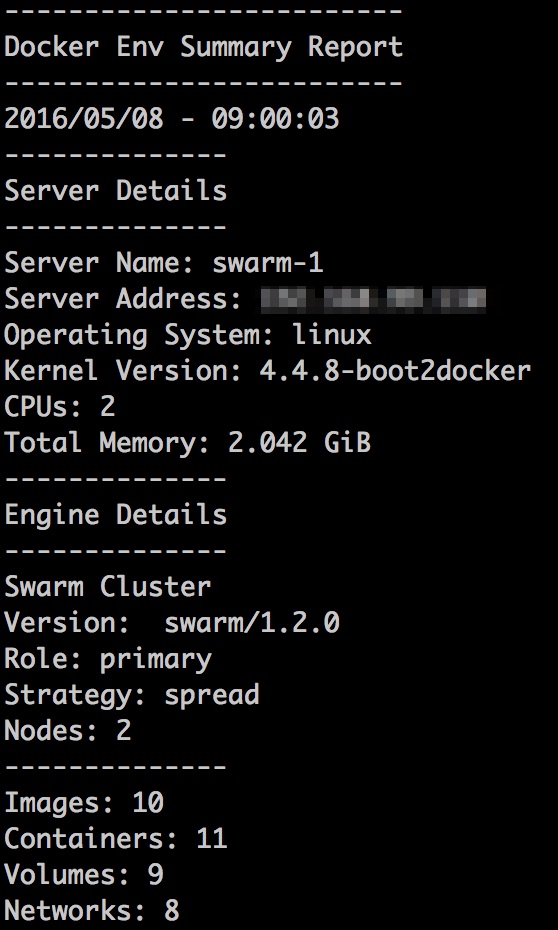 --------------------------
Docker Env Summary Report
--------------------------
2016/05/08 - 09:00:03
--------------
Server Details
--------------
Server Name: swarm-1
Server Address:
Operating System: linux
Kernel Version: 4.4.8-boot2docker
CPUs: 2
Total Memory: 2.042 GiB
--------------
Engine Details
--------------
Swarm Cluster
Version:  swarm/1.2.0
Role: primary
Strategy: spread
Nodes: 2
--------------
Images: 10
Containers: 11
Volumes: 9
Networks: 8